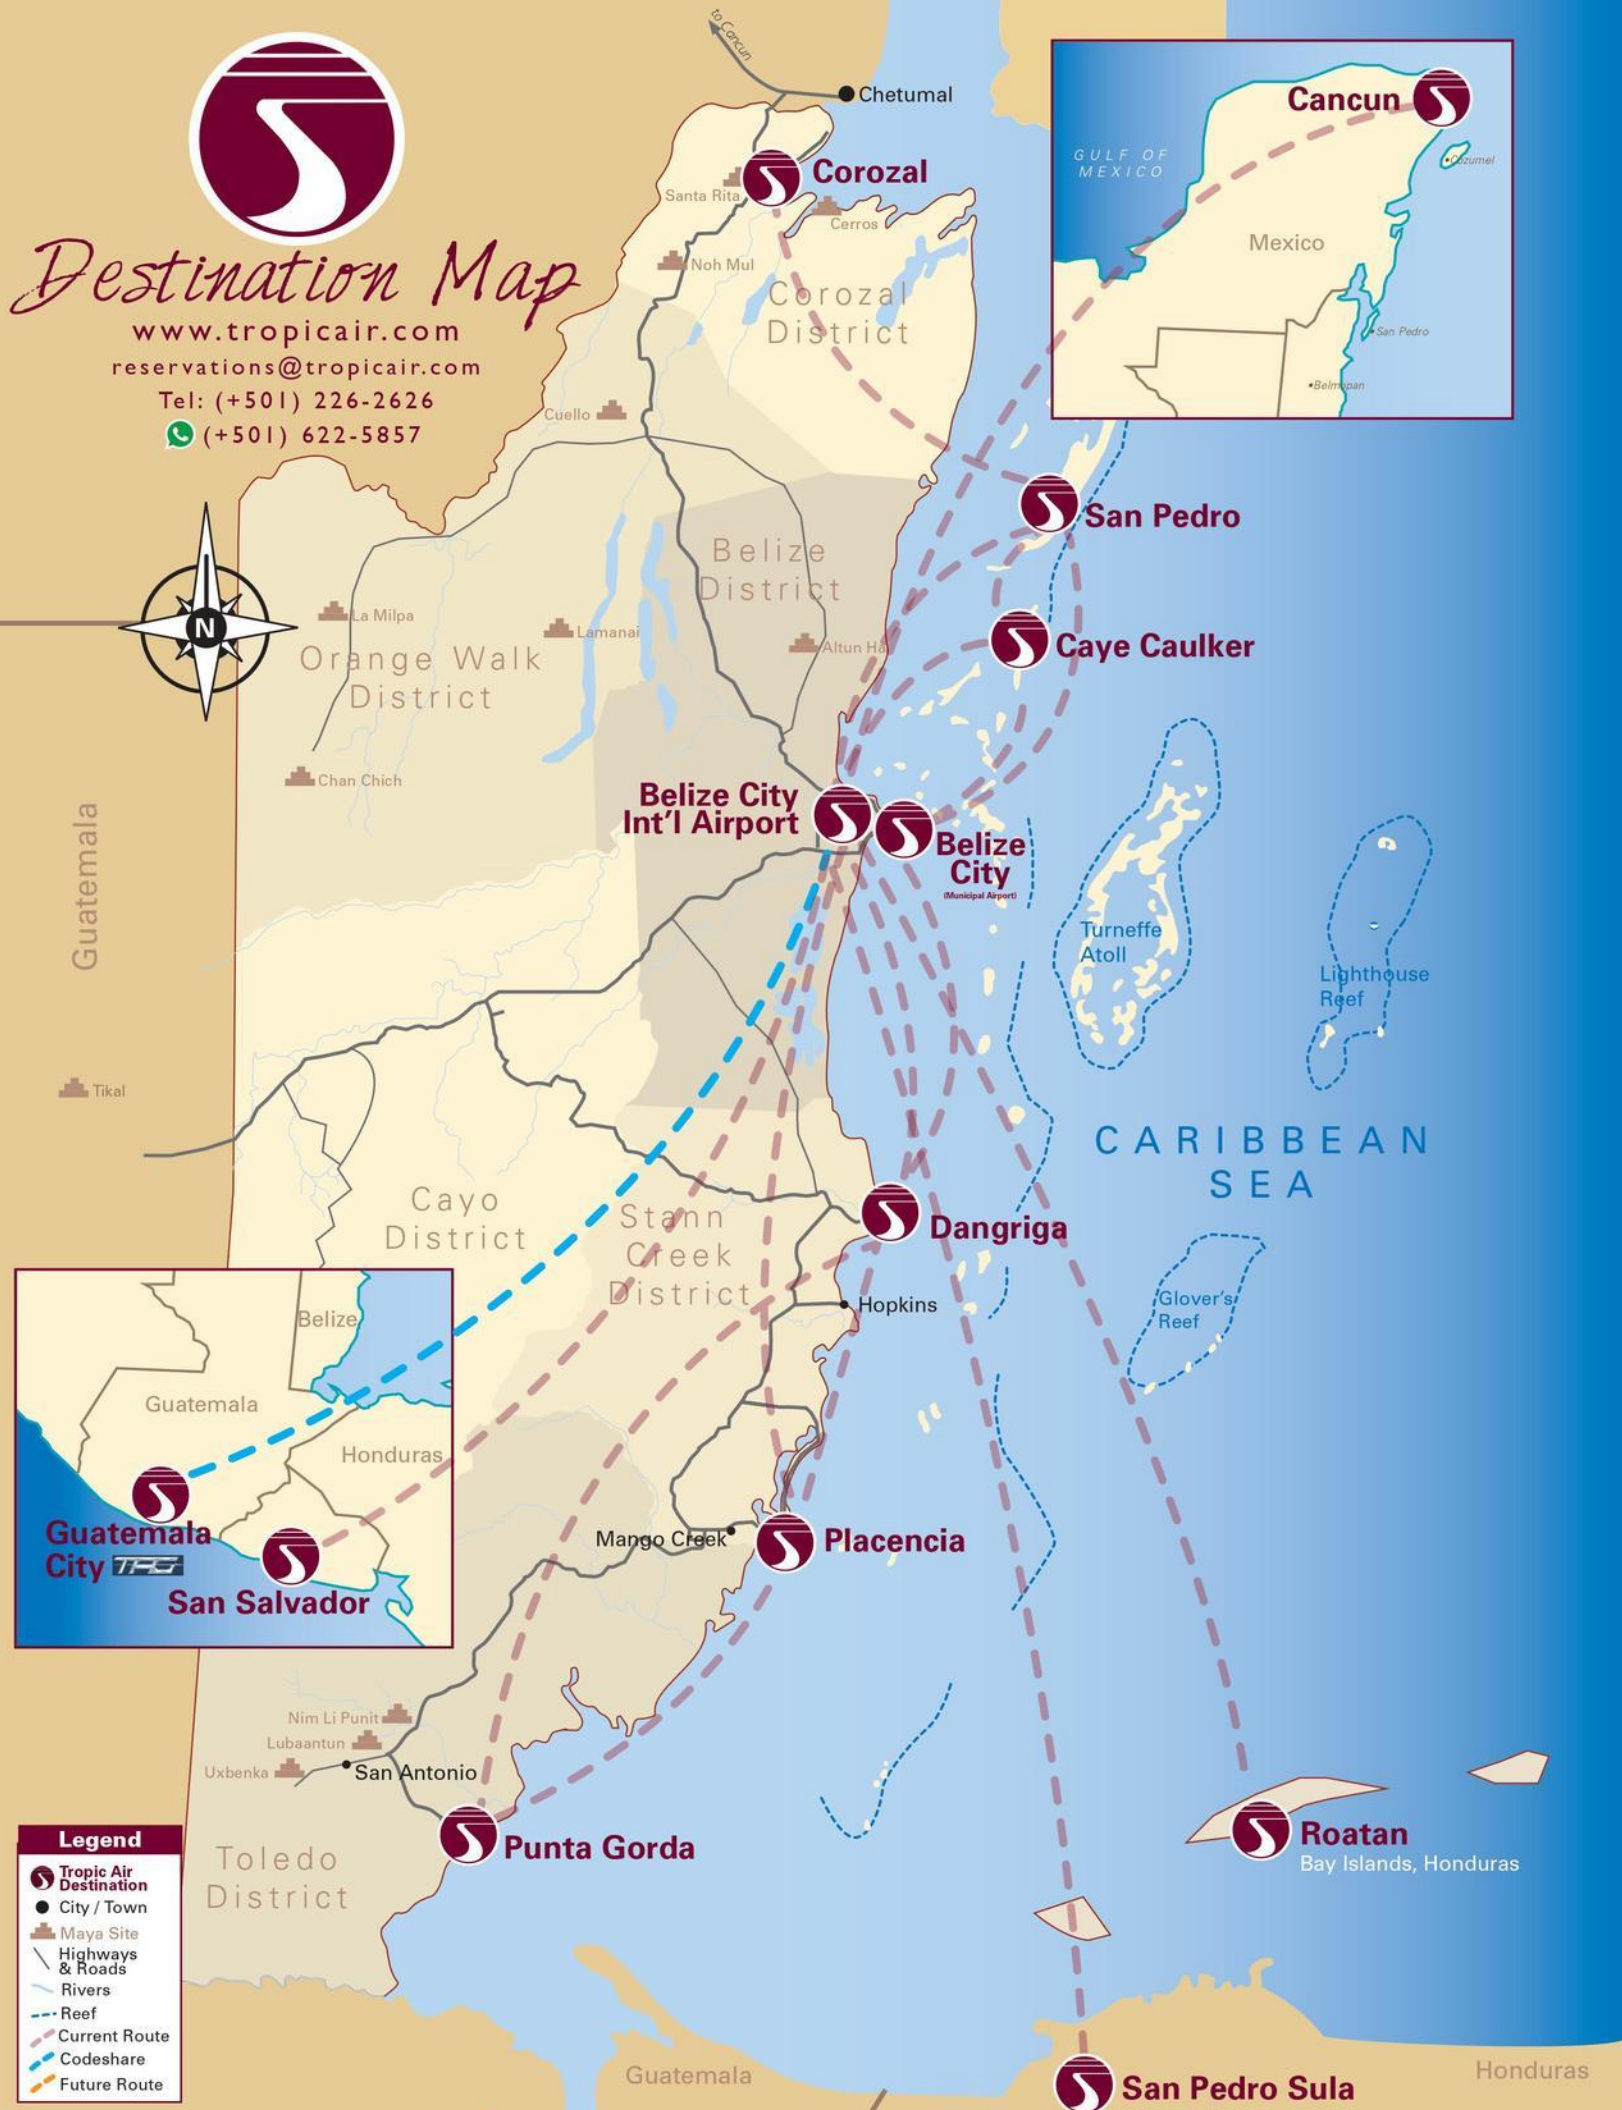 to Cancun
Chetumal
Destination Map
www.tropicair.com
reservations@tropicair.com
Tel: (+501) 226-2626
(+501) 622-5857
Cancun
GULF OF
MEXICO
Cozumel
Mexico
San Pedro
Belmopan
Corozal
Santa Rita
Cerros
Noh Mul
Corozal
District
Cuello
San Pedro
Belize
District
N
La Milpa
Lamanai
Altun Ha
Orange Walk
District
Caye Caulker
Chan Chich
Belize City
Int'l Airport
Belize
City
(Municipal Airport)
Guatemala
Turneffe
Atoll
Lighthouse
Reef
Tikal
CARIBBEAN
SEA
Cayo
District
Stann
Creek
District
Dangriga
Hopkins
Glover's
Reef
Belize
Guatemala
Honduras
Guatemala
City TAG
San Salvador
Mango Creek
Placencia
Nim Li Punit
Lubaantun
Uxbenka
San Antonio
Punta Gorda
Toledo
District
Roatan
Bay Islands, Honduras
Legend
Tropic Air
Destination
City / Town
Maya Site
Highways
& Roads
Rivers
Reef
Current Route
Codeshare
Future Route
Guatemala
San Pedro Sula
Honduras